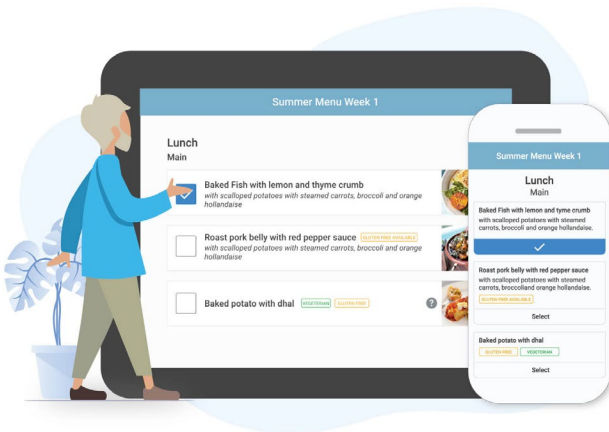 Summer Menu Week 1
Lunch
Main
Baked Fish with lemon and thyme crumb
with scalloped potatoes with steamed carrots, broccoli and orange
hollandaise
Roast pork belly with red pepper sauce GLUTEN FREE AVAILABLE
with scalloped potatoes with steamed carrots, broccoli and orange
hollandaise
Baked potato with dhal VEGETARIAN GLUTEN FREE ?
Summer Menu Week 1
Lunch
Main
Baked Fish with lemon and tyme crumb
with scalloped potatoes with steamed
carrots, broccoli and orange hollandaise.
Roast pork belly with red pepper sauce
with scalloped potatoes with steamed
carrots, broccoliand orange hollandaise.
GLUTEN FREE AVAILABLE
Select
Baked potato with dhal
GLUTEN FREE VEGETARIAN
Select